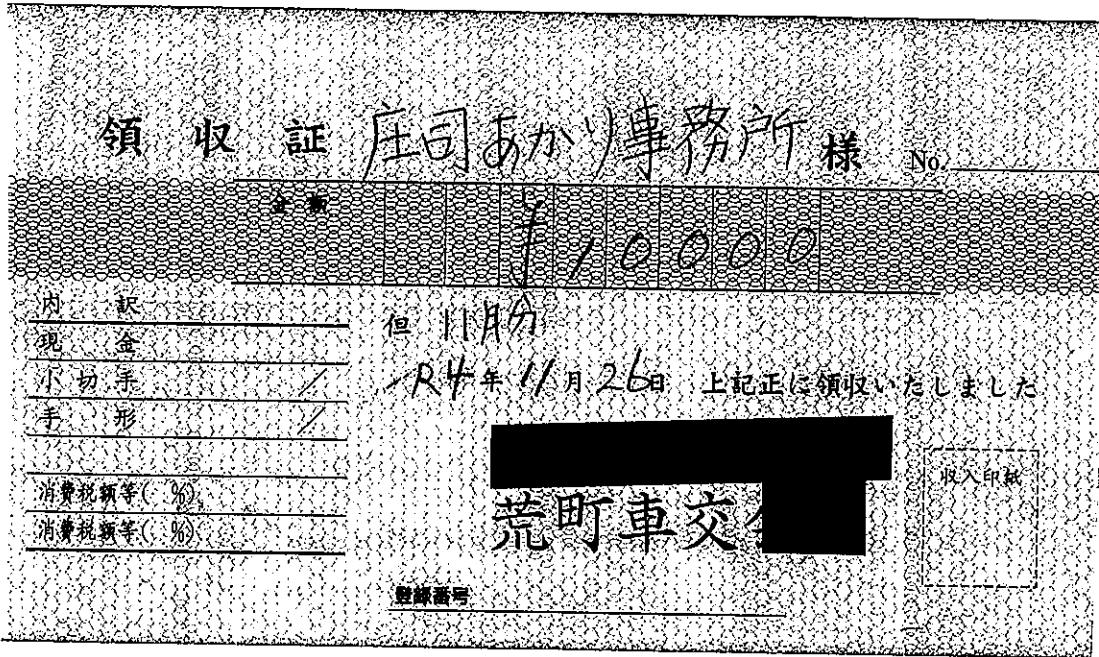 領収証 庄司あかり事務所 様 No.
金額 ¥10000
内訳
現金
小切手 /
手形 /
消費税額等( %)
消費税額等( %)
但 11月分
R4年11月26日 上記正に領収いたしました
荒町車交
収入印紙
登録番号